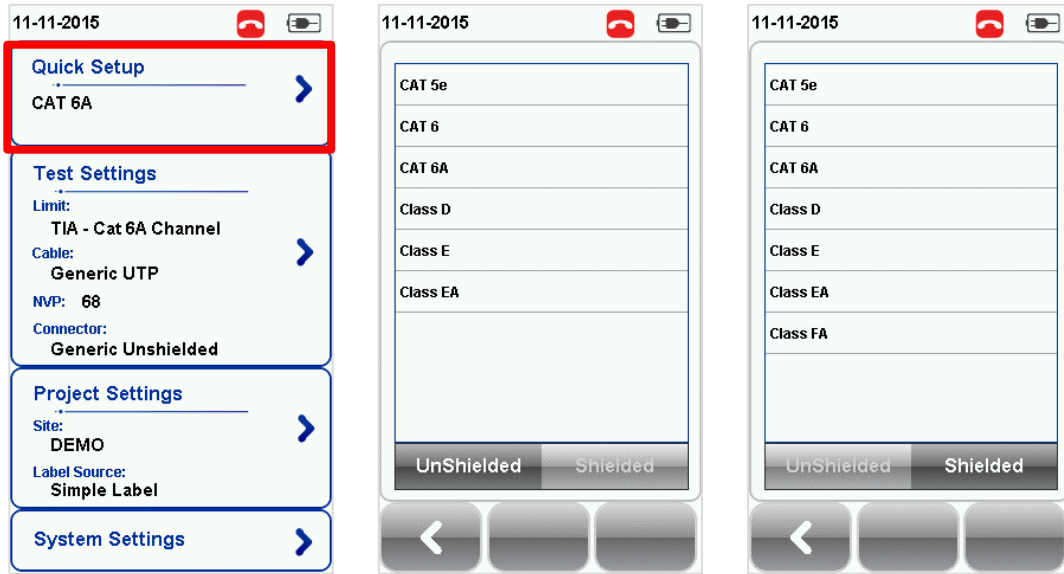 11-11-2015
Quick Setup
CAT 6A
Test Settings
Limit:
TIA - Cat 6A Channel
Cable:
Generic UTP
NVP: 68
Connector:
Generic Unshielded
Project Settings
Site:
DEMO
Label Source:
Simple Label
System Settings
11-11-2015
CAT 5e
CAT 6
CAT 6A
Class D
Class E
Class EA
UnShielded Shielded
11-11-2015
CAT 5e
CAT 6
CAT 6A
Class D
Class E
Class EA
Class FA
UnShielded Shielded